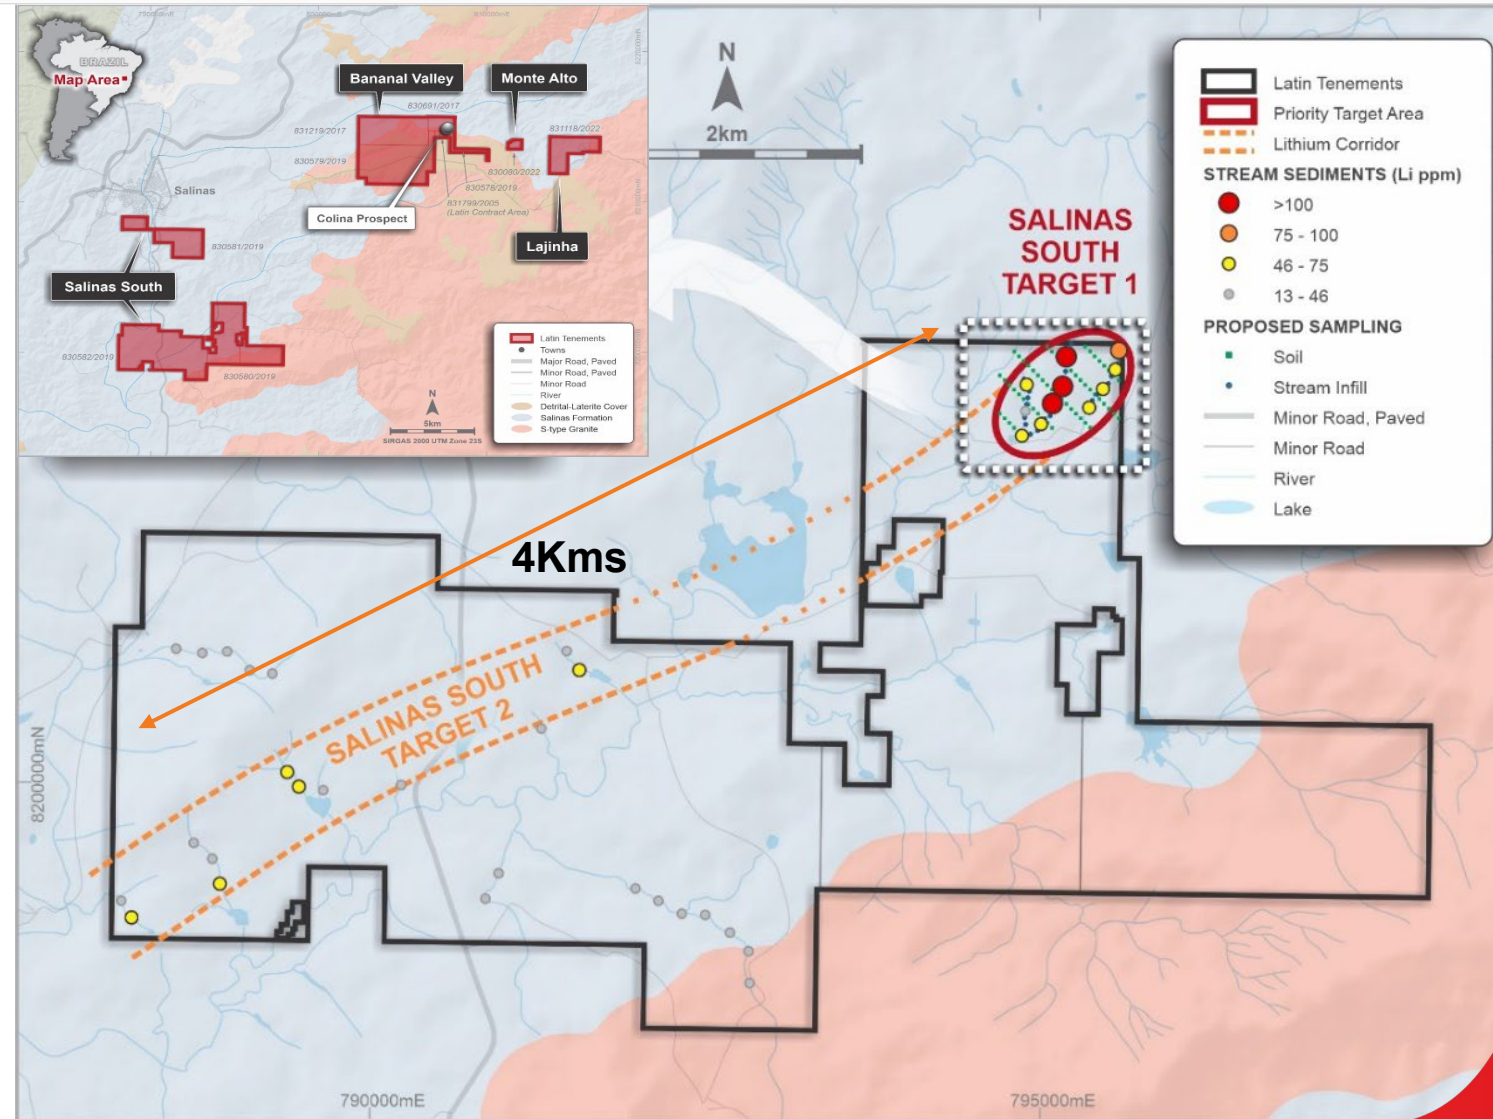 BRAZIL
Map Area
Bananal Valley
Monte Alto
830691/2017
831219/2017
831118/2022
830579/2019
830080/2022
830578/2019
831799/2005
(Latin Contract Area)
Salinas
Colina Prospect
Lajinha
830581/2019
Salinas South
830582/2019
830580/2019
Latin Tenements
Towns
Major Road, Paved
Minor Road, Paved
Minor Road
River
Detrital-Laterite Cover
Salinas Formation
S-type Granite
N
5km
SIRGAS 2000 UTM Zone 23S
N
2km
Latin Tenements
Priority Target Area
Lithium Corridor
STREAM SEDIMENTS (Li ppm)
>100
75 - 100
46 - 75
13 - 46
PROPOSED SAMPLING
Soil
Stream Infill
Minor Road, Paved
Minor Road
River
Lake
SALINAS
SOUTH
TARGET 1
4Kms
SALINAS SOUTH
TARGET 2
8200000mN
790000mE
795000mE